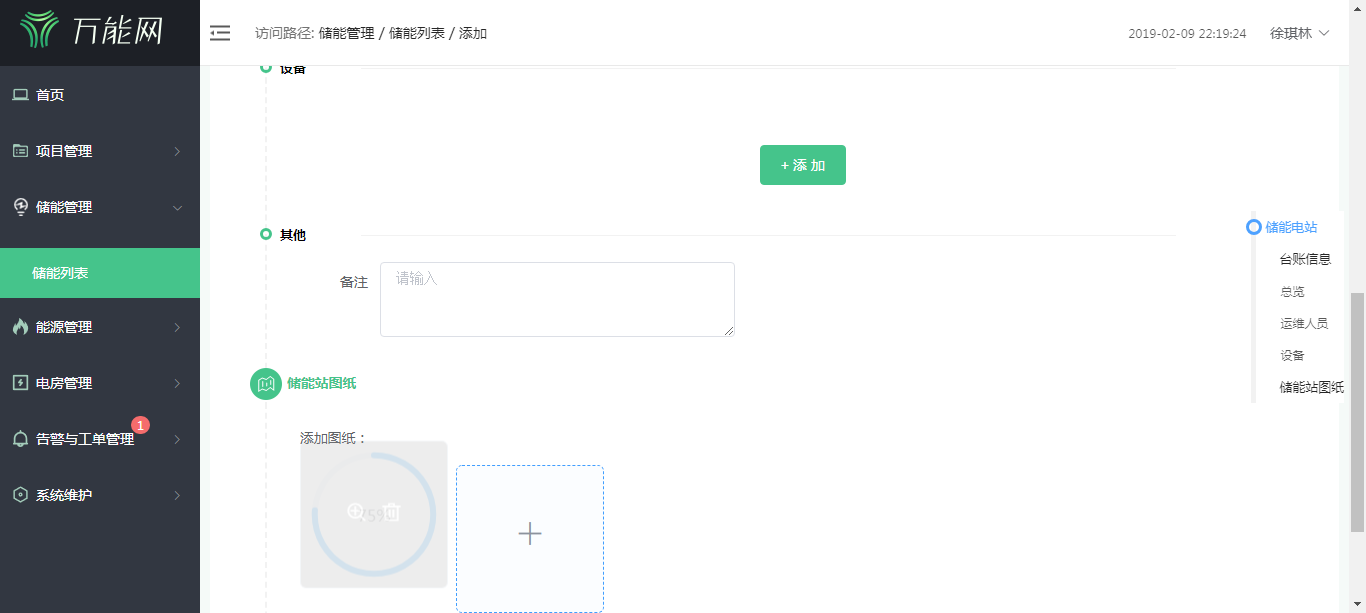 万能网
访问路径: 储能管理 / 储能列表 / 添加
2019-02-09 22:19:24
徐琪林
首页
项目管理
储能管理
储能列表
能源管理
电房管理
告警与工单管理
1
系统维护
设备
+ 添 加
其他
备注
请输入
储能站图纸
添加图纸：
储能电站
台账信息
总览
运维人员
设备
储能站图纸